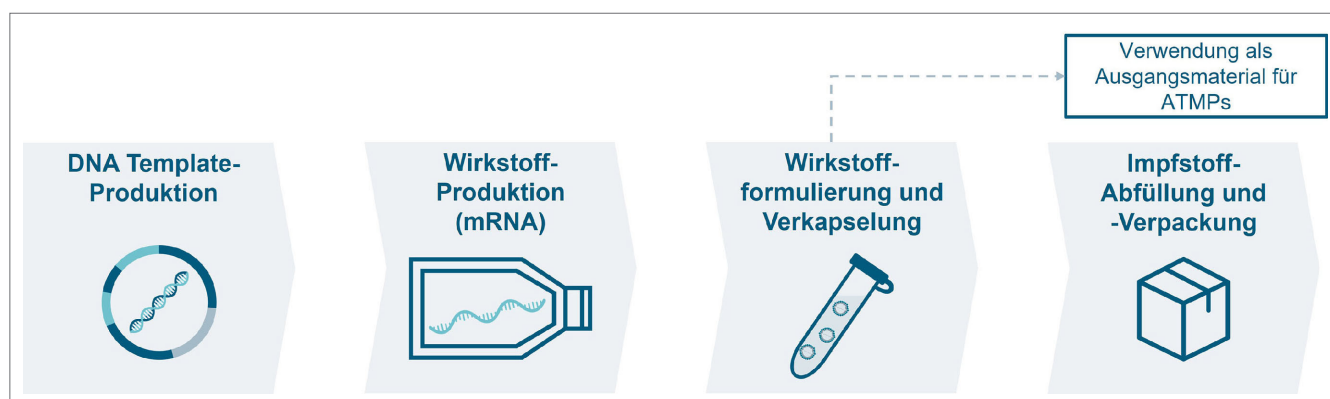 Verwendung als
Ausgangsmaterial für
ATMPs
DNA Template-
Produktion
Wirkstoff-
Produktion
(mRNA)
Wirkstoff-
formulierung und
Verkapselung
Impfstoff-
Abfüllung und
-Verpackung